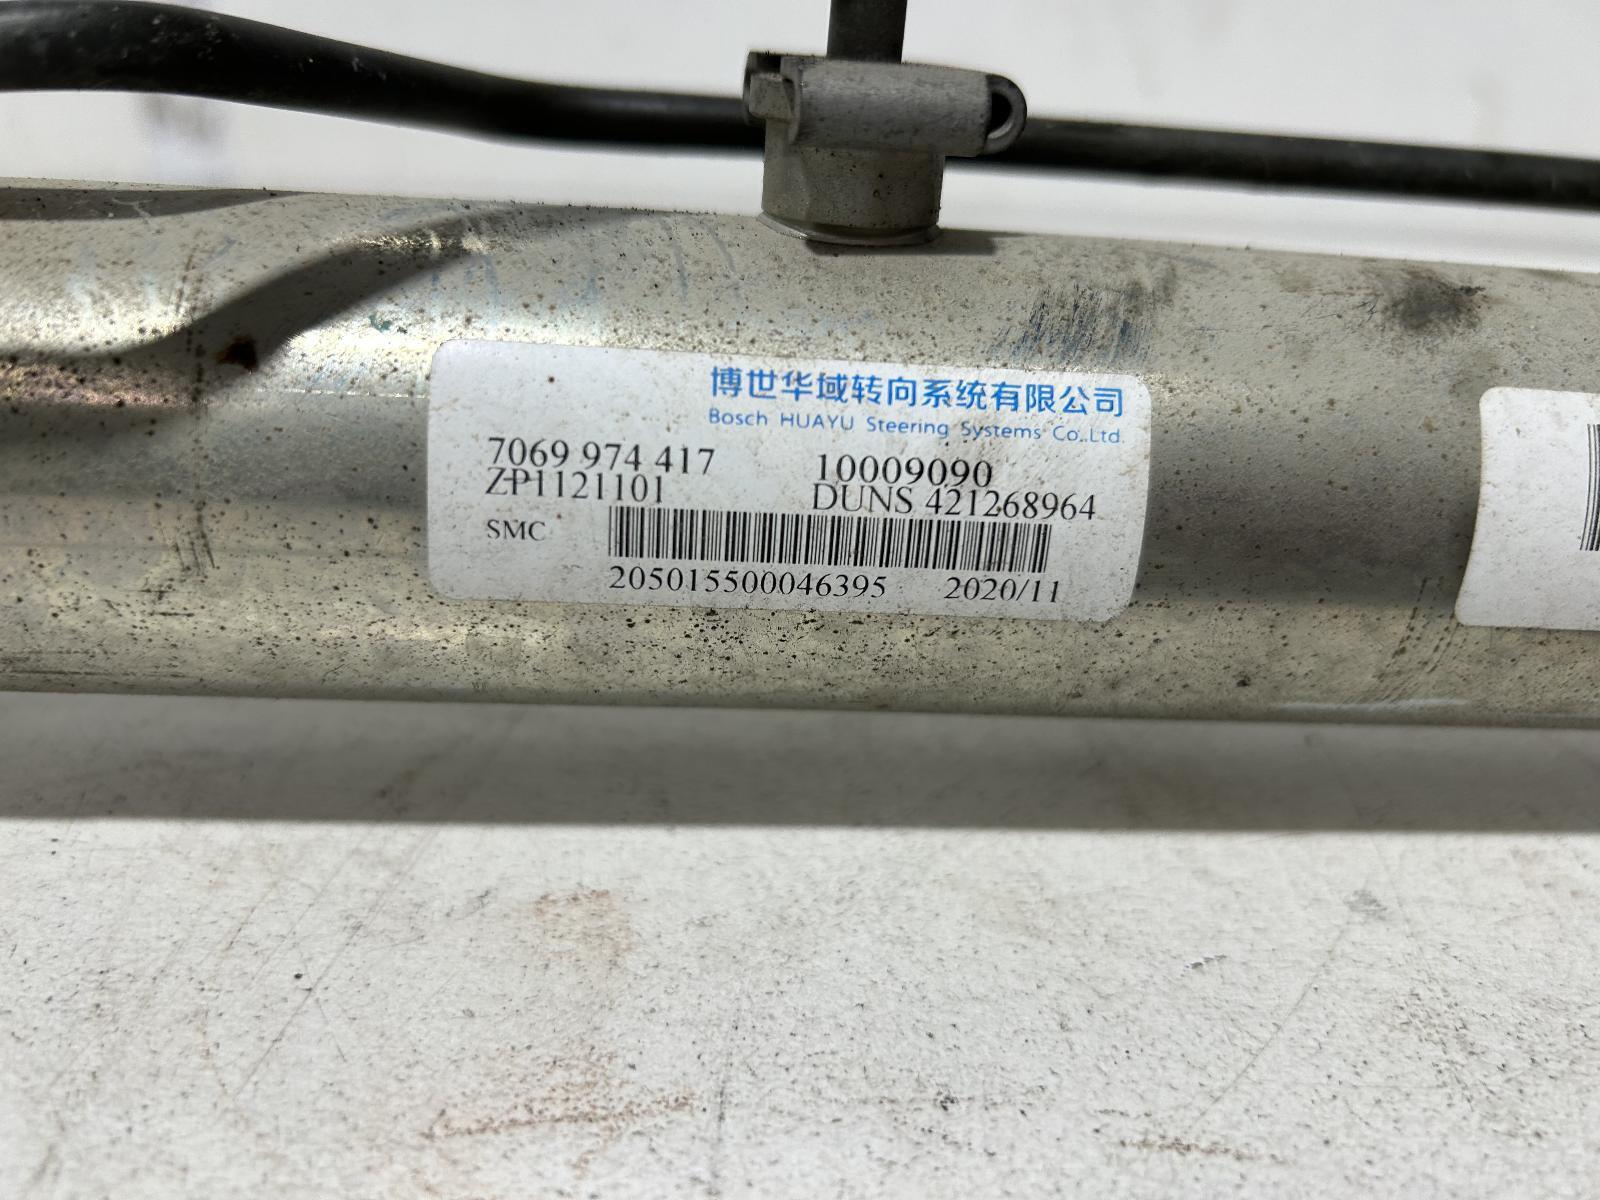 博世华域转向系统有限公司
Bosch HUAYU Steering Systems Co.,Ltd.
7069 974 417 10009090
ZP1121101 DUNS 421268964
SMC
205015500046395 2020/11